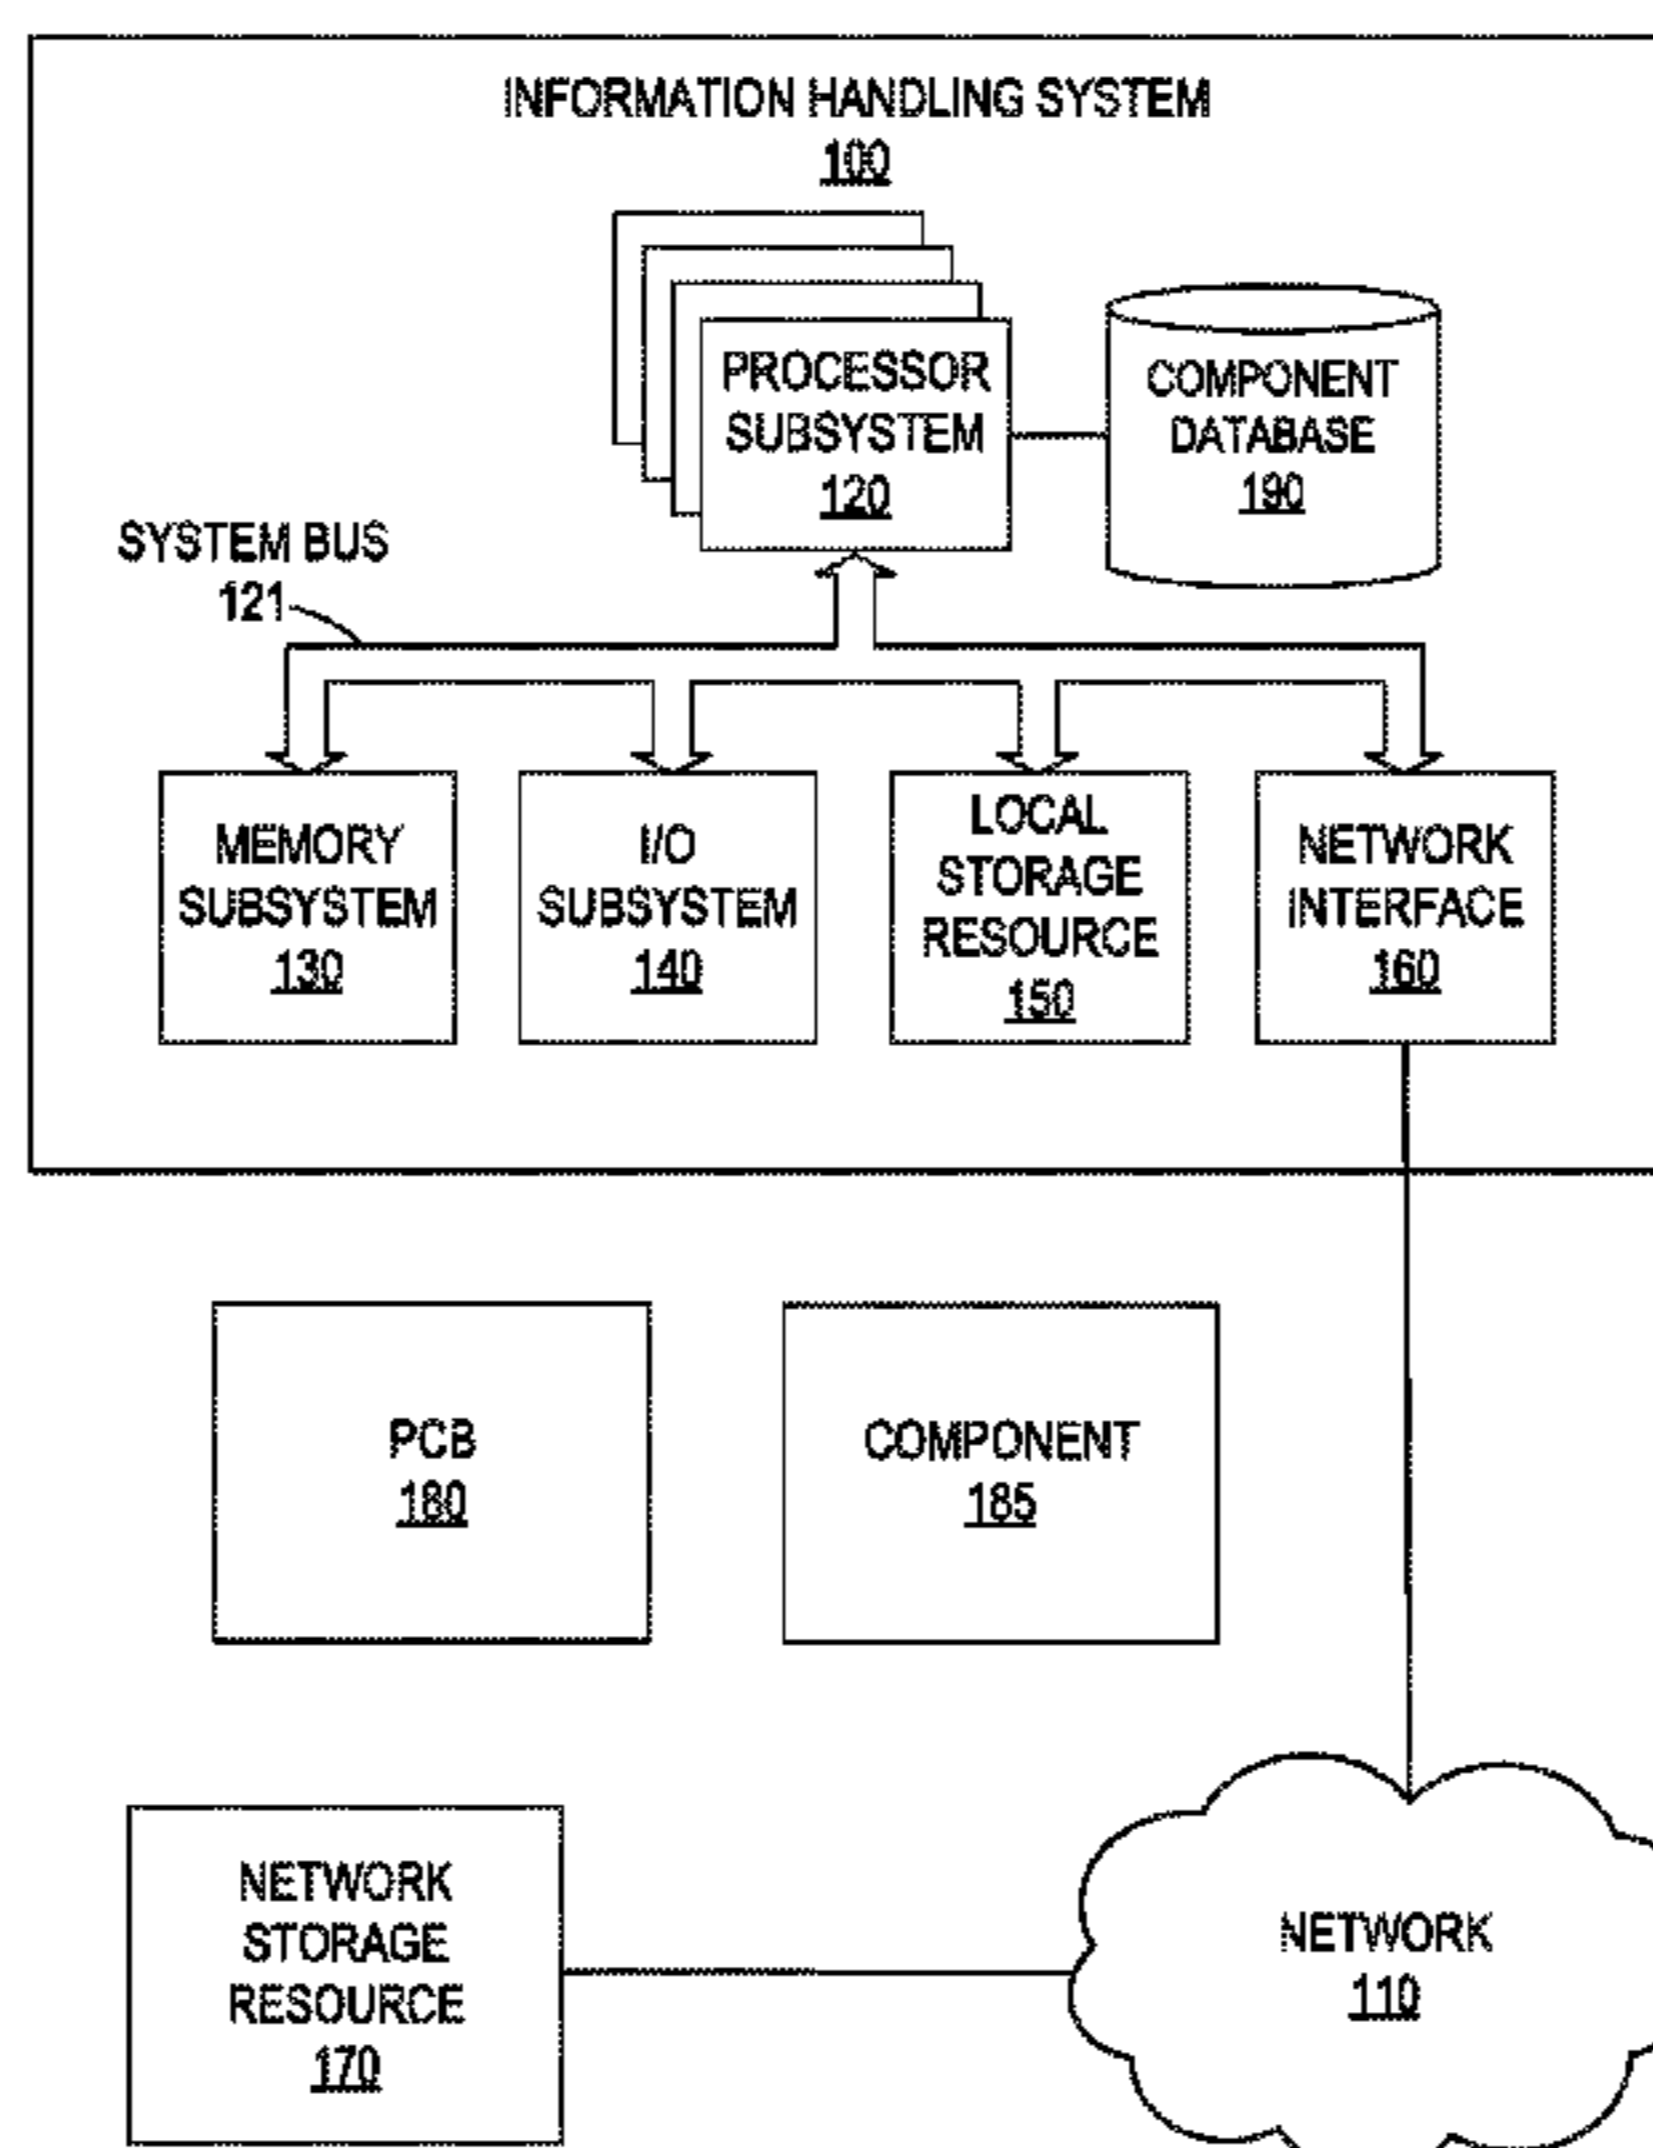 INFORMATION HANDLING SYSTEM
100
PROCESSOR
SUBSYSTEM
120
COMPONENT
DATABASE
190
SYSTEM BUS
121
MEMORY
SUBSYSTEM
130
I/O
SUBSYSTEM
140
LOCAL
STORAGE
RESOURCE
150
NETWORK
INTERFACE
160
PCB
180
COMPONENT
185
NETWORK
STORAGE
RESOURCE
170
NETWORK
110